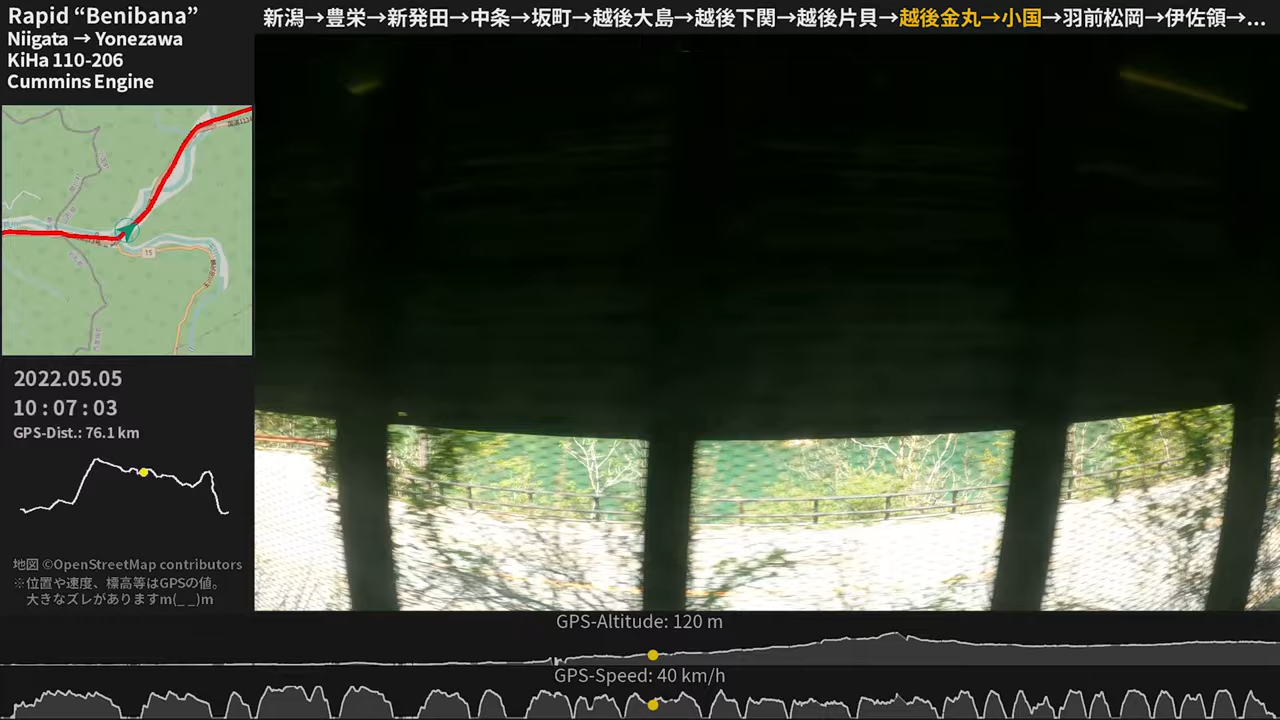 Rapid “Benibana”
Niigata → Yonezawa
KiHa 110-206
Cummins Engine
新潟→豊栄→新発田→中条→坂町→越後大島→越後下関→越後片貝→越後金丸→小国→羽前松岡→伊佐領→...
15
2022.05.05
10 : 07 : 03
GPS-Dist.: 76.1 km
地図 ©OpenStreetMap contributors
※位置や速度、標高等はGPSの値。
大きなズレがありますm(_ _)m
GPS-Altitude: 120 m
GPS-Speed: 40 km/h